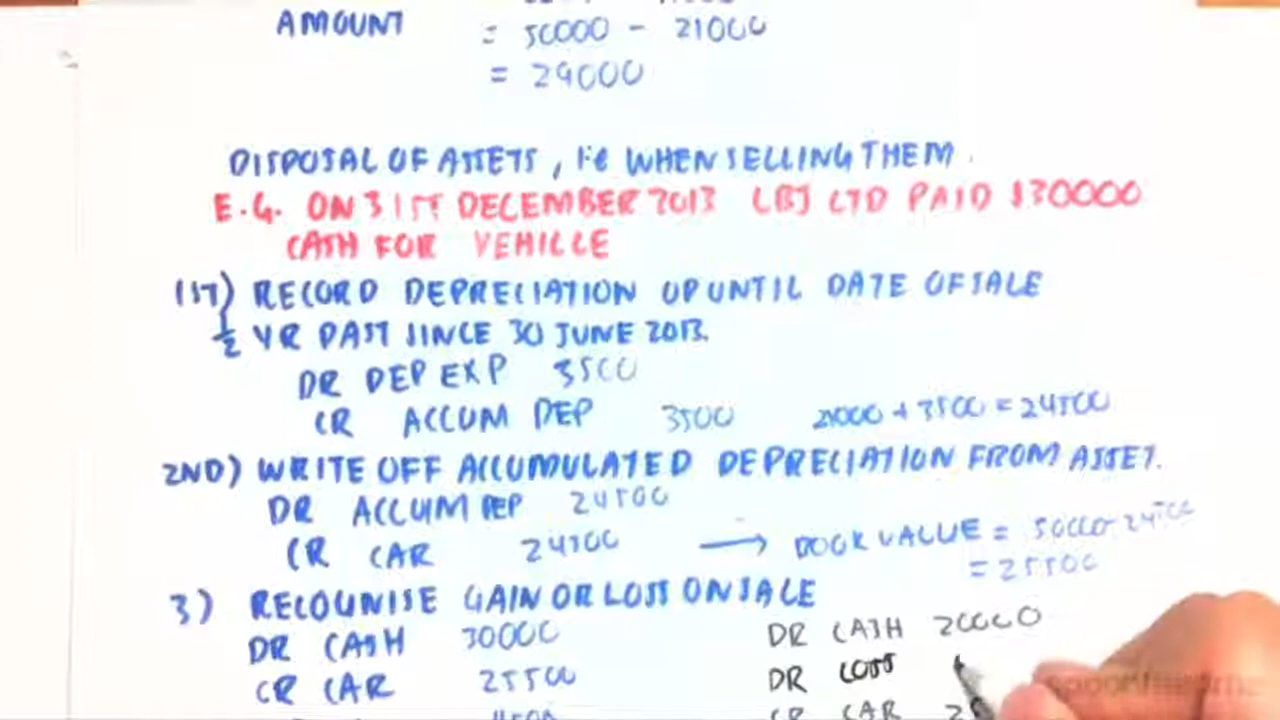 AMOUNT = 50000 - 21000
= 29000
DISPOSAL OF ASSETS, i.e WHEN SELLING THEM.
E.G. ON 31ST DECEMBER 2013 LBJ LTD PAID $30000
CASH FOR VEHICLE
1ST) RECORD DEPRECIATION UP UNTIL DATE OF SALE
1/2 YR PAST SINCE 30 JUNE 2013.
DR DEP EXP 3500
CR ACCUM DEP 3500 21000 + 3500 = 24500
2ND) WRITE OFF ACCUMULATED DEPRECIATION FROM ASSET.
DR ACCUM DEP 24500
CR CAR 24500 → BOOK VALUE = 50000-24500
= 25500
3) RECOGNISE GAIN OR LOSS ON SALE
DR CASH 30000 DR CASH 20000
CR CAR 25500 DR LOSS
CR CAR